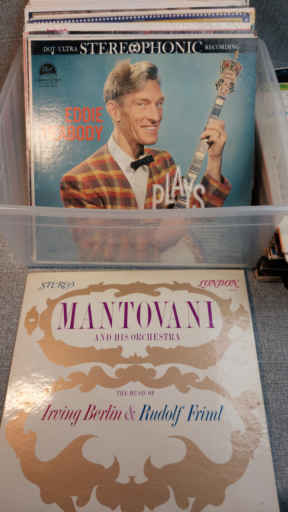 DOT ULTRA STEREOPHONIC RECORDING
EDDIE
PEABODY
PLAYS
STEREO LONDON
MANTOVANI
AND HIS ORCHESTRA
THE MUSIC OF
Irving Berlin & Rudolf Friml